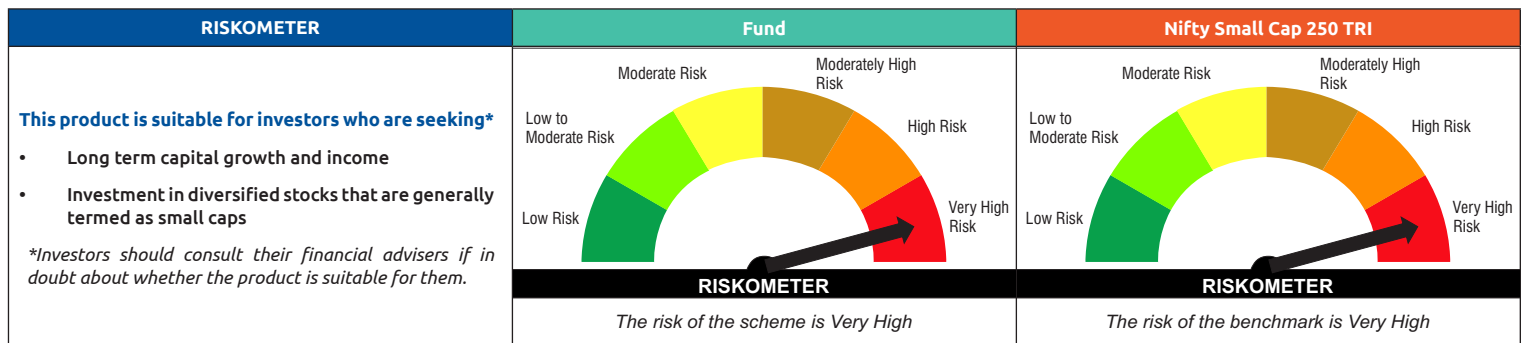 RISKOMETER
Fund
Nifty Small Cap 250 TRI
This product is suitable for investors who are seeking*
• Long term capital growth and income
• Investment in diversified stocks that are generally
termed as small caps
*Investors should consult their financial advisers if in
doubt about whether the product is suitable for them.
Low Risk
Low to
Moderate Risk
Moderate Risk
Moderately High
Risk
High Risk
Very High
Risk
RISKOMETER
The risk of the scheme is Very High
Low Risk
Low to
Moderate Risk
Moderate Risk
Moderately High
Risk
High Risk
Very High
Risk
RISKOMETER
The risk of the benchmark is Very High